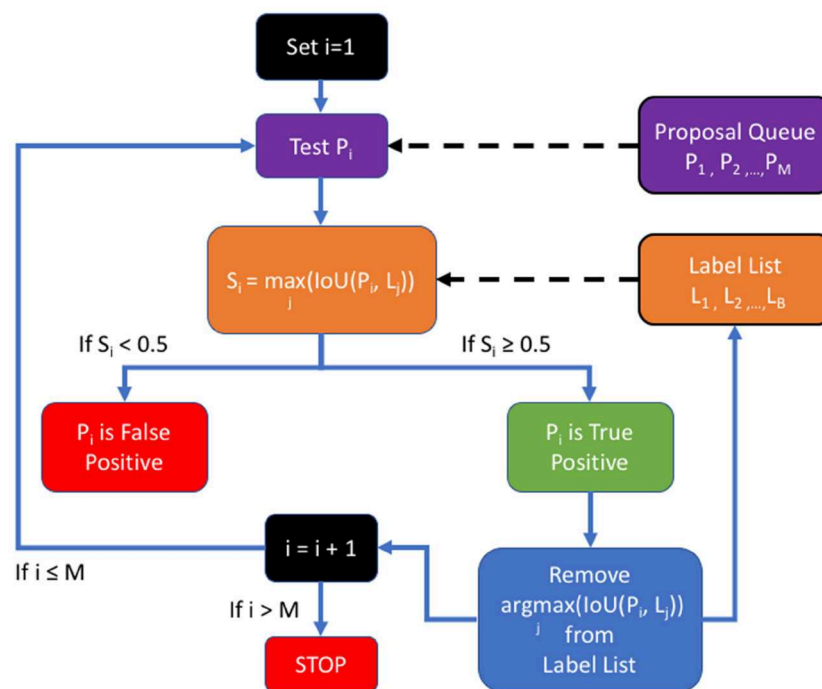 Set i=1
Test Pi
Proposal Queue
P1 , P2 ,...,PM
Si = max(IoU(Pi, Lj))
j
Label List
L1 , L2 ,...,LB
If Si < 0.5
If Si ≥ 0.5
Pi is False
Positive
Pi is True
Positive
i = i + 1
If i ≤ M
If i > M
STOP
Remove
argmax(IoU(Pi, Lj))
j
from
Label List